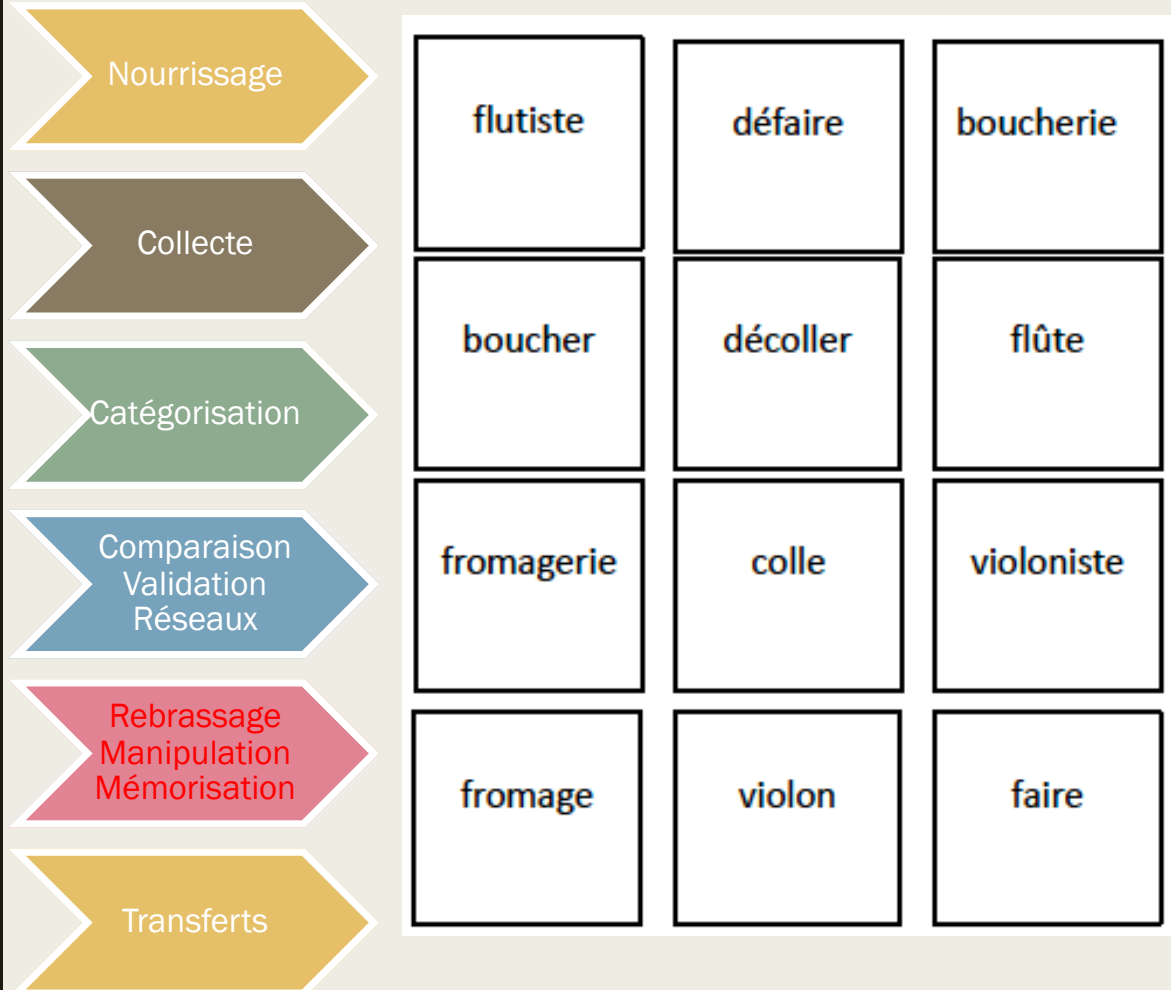 Nourrissage
Collecte
Catégorisation
Comparaison
Validation
Réseaux
Rebrassage
Manipulation
Mémorisation
Transferts
flutiste défaire boucherie
boucher décoller flûte
fromagerie colle violoniste
fromage violon faire